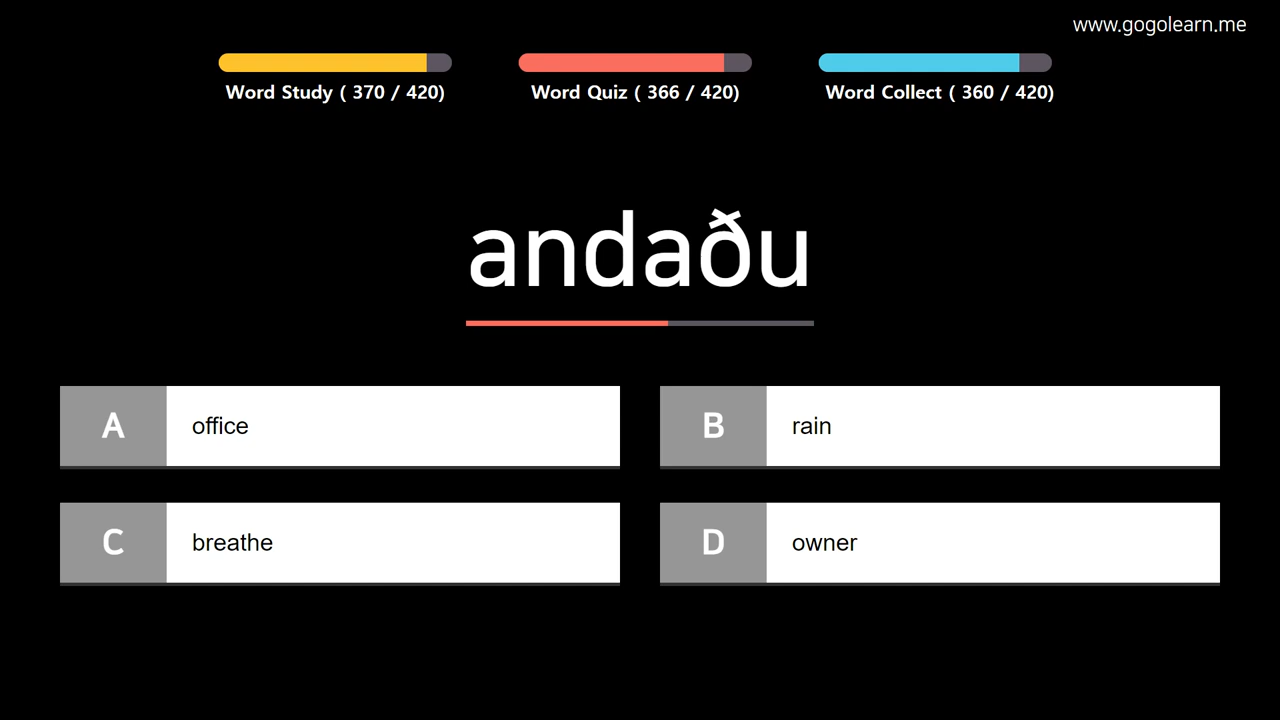 www.gogolearn.me
Word Study ( 370 / 420)
Word Quiz ( 366 / 420)
Word Collect ( 360 / 420)
andaðu
A office
B rain
C breathe
D owner